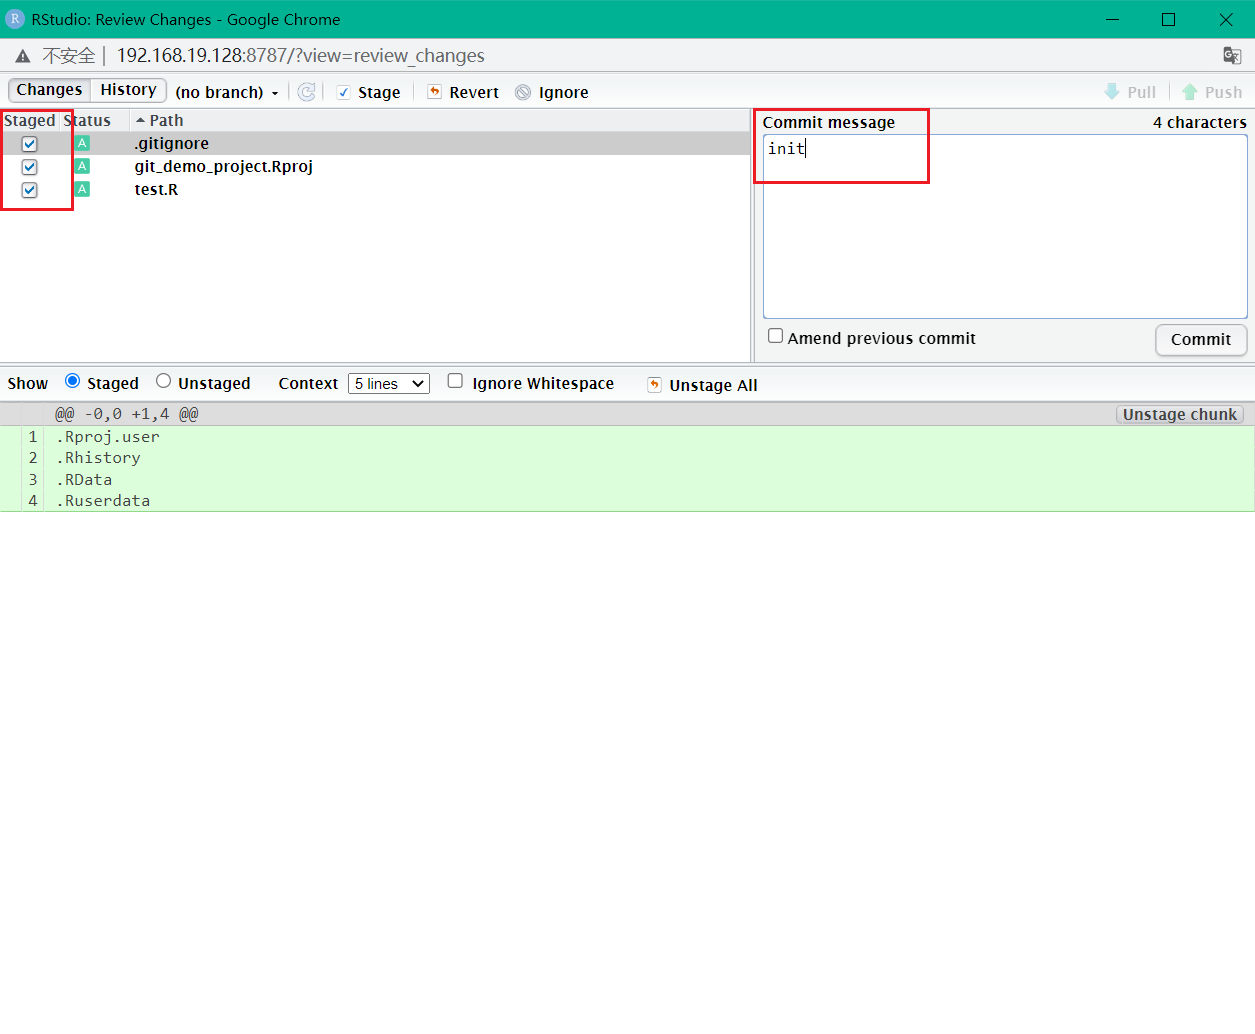 R RStudio: Review Changes - Google Chrome
不安全 192.168.19.128:8787/?view=review_changes
Changes History (no branch) Stage Revert Ignore Pull Push
Staged Status Path
A .gitignore
A git_demo_project.Rproj
A test.R
Commit message 4 characters
init
Amend previous commit Commit
Show Staged Unstaged Context 5 lines Ignore Whitespace Unstage All
@@ -0,0 +1,4 @@ Unstage chunk
1 .Rproj.user
2 .Rhistory
3 .RData
4 .Ruserdata